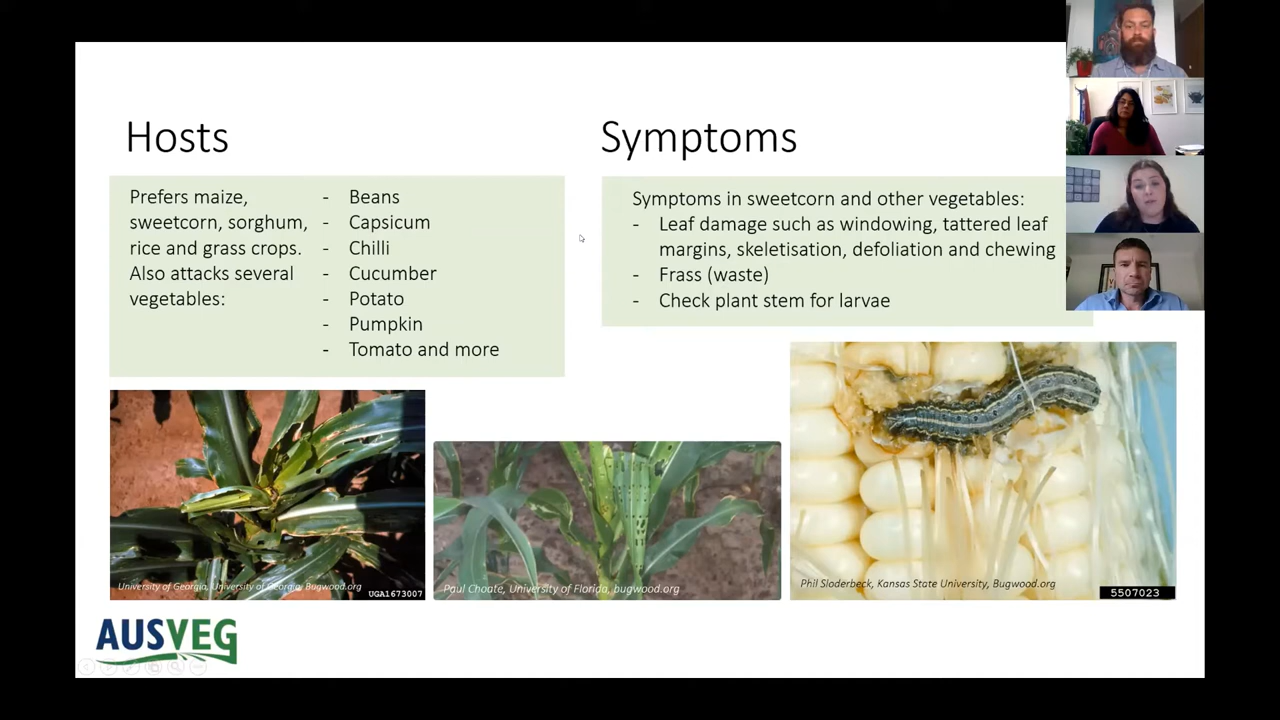 Hosts
Prefers maize,
sweetcorn, sorghum,
rice and grass crops.
Also attacks several
vegetables:
- Beans
- Capsicum
- Chilli
- Cucumber
- Potato
- Pumpkin
- Tomato and more
Symptoms
Symptoms in sweetcorn and other vegetables:
- Leaf damage such as windowing, tattered leaf
margins, skeletisation, defoliation and chewing
- Frass (waste)
- Check plant stem for larvae
University of Georgia, University of Georgia, Bugwood.org
UGA1673007
Paul Choate, University of Florida, bugwood.org
Phil Sloderbeck, Kansas State University, Bugwood.org
5507023
AUSVEG